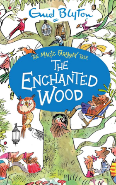 Enid Blyton
THE MAGIC FARAWAY TREE
THE
ENCHANTED
WOOD